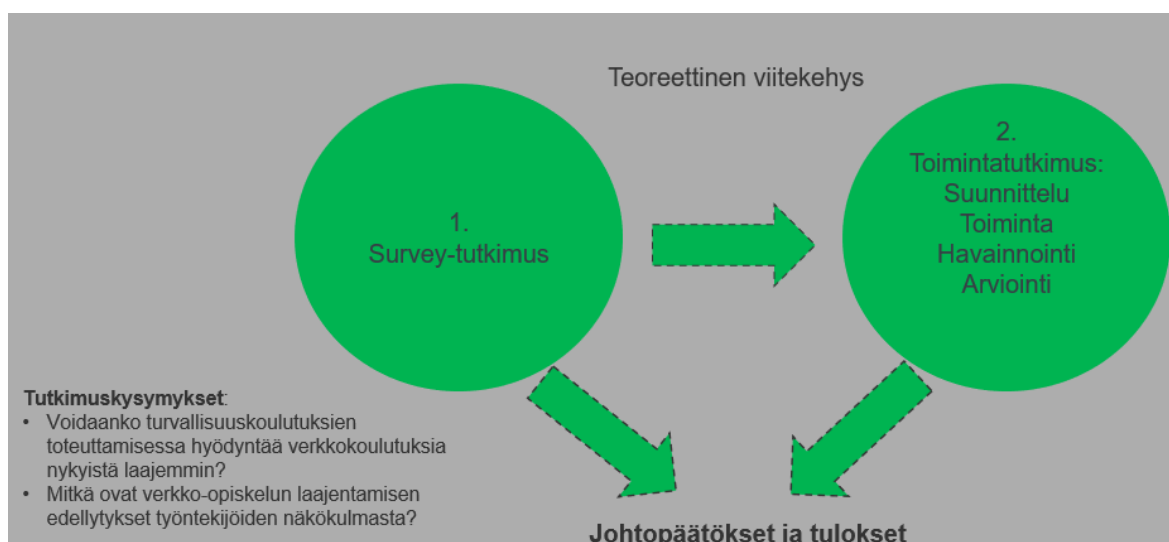 Teoreettinen viitekehys
1.
Survey-tutkimus
2.
Toimintatutkimus:
Suunnittelu
Toiminta
Havainnointi
Arviointi
Tutkimuskysymykset:
• Voidaanko turvallisuuskoulutuksien
toteuttamisessa hyödyntää verkkokoulutuksia
nykyistä laajemmin?
• Mitkä ovat verkko-opiskelun laajentamisen
edellytykset työntekijöiden näkökulmasta?
Johtopäätökset ja tulokset